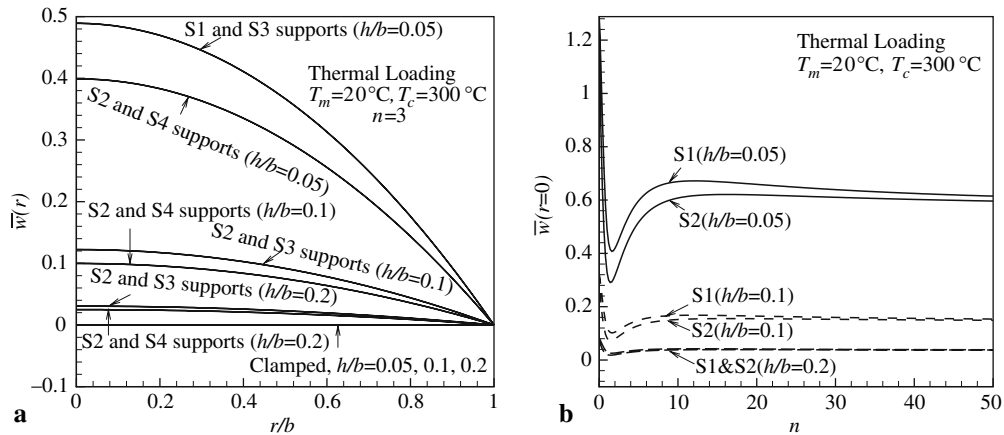 0.5
0.4
0.3
0.2
0.1
0
–0.1
w̅(r)
S1 and S3 supports (h/b=0.05)
Thermal Loading
T_m=20°C, T_c=300 °C
n=3
S2 and S4 supports (h/b=0.05)
S2 and S4 supports (h/b=0.1)
S2 and S3 supports (h/b=0.1)
S2 and S3 supports (h/b=0.2)
S2 and S4 supports (h/b=0.2)
Clamped, h/b=0.05, 0.1, 0.2
0 0.2 0.4 0.6 0.8 1
r/b
a
1.2
1
0.8
0.6
0.4
0.2
0
w̅(r=0)
Thermal Loading
T_m=20°C, T_c=300 °C
S1(h/b=0.05)
S2(h/b=0.05)
S1(h/b=0.1)
S2(h/b=0.1)
S1&S2(h/b=0.2)
0 10 20 30 40 50
n
b